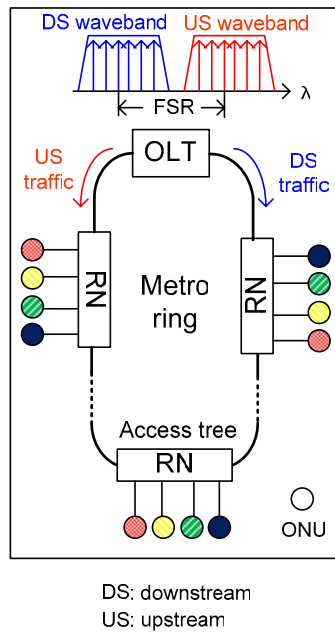 DS waveband US waveband
λ
FSR
OLT
US
traffic
DS
traffic
RN
Metro
ring
RN
Access tree
RN
ONU
DS: downstream
US: upstream